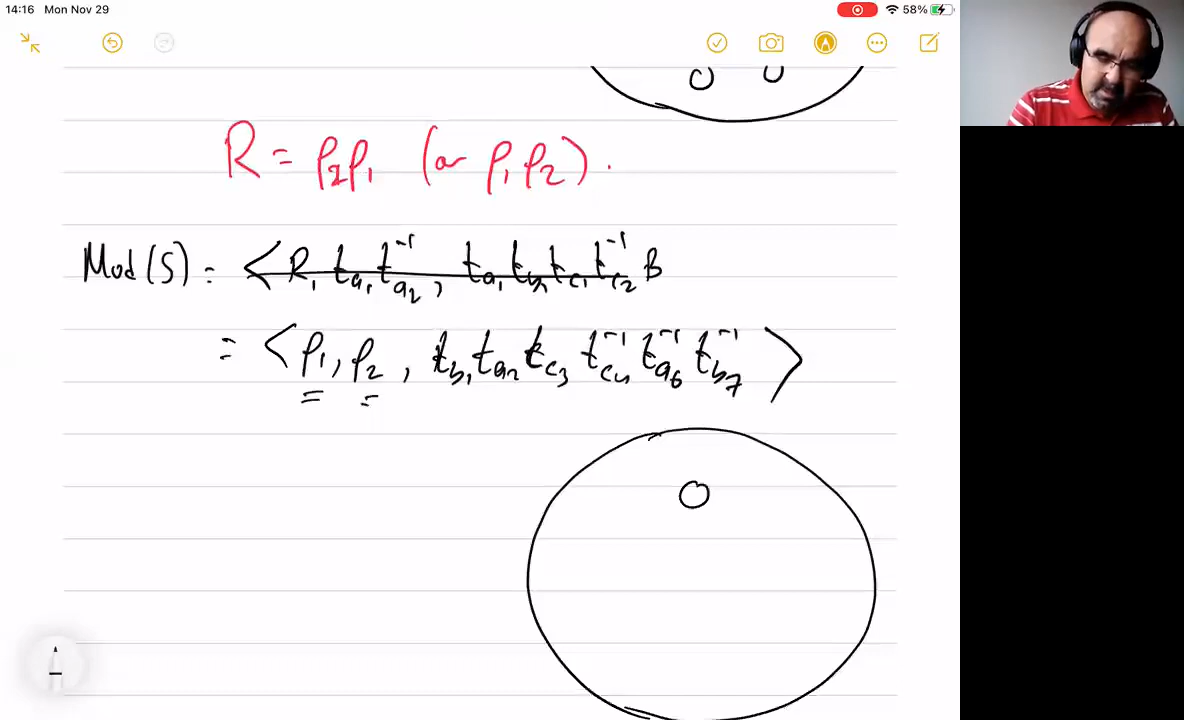 14:16 Mon Nov 29
58%
R = ρ₂ρ₁ (or ρ₁ρ₂).
Mod(S) = <R, t_{a₁}t_{a₂}^{-1}, t_{a₁}t_{b₁}t_{c₁}t_{c₂}^{-1}
= <ρ₁, ρ₂, t_{b₁}t_{a₂}t_{c₃}t_{c₄}^{-1}t_{a₆}^{-1}t_{b₇}^{-1}>